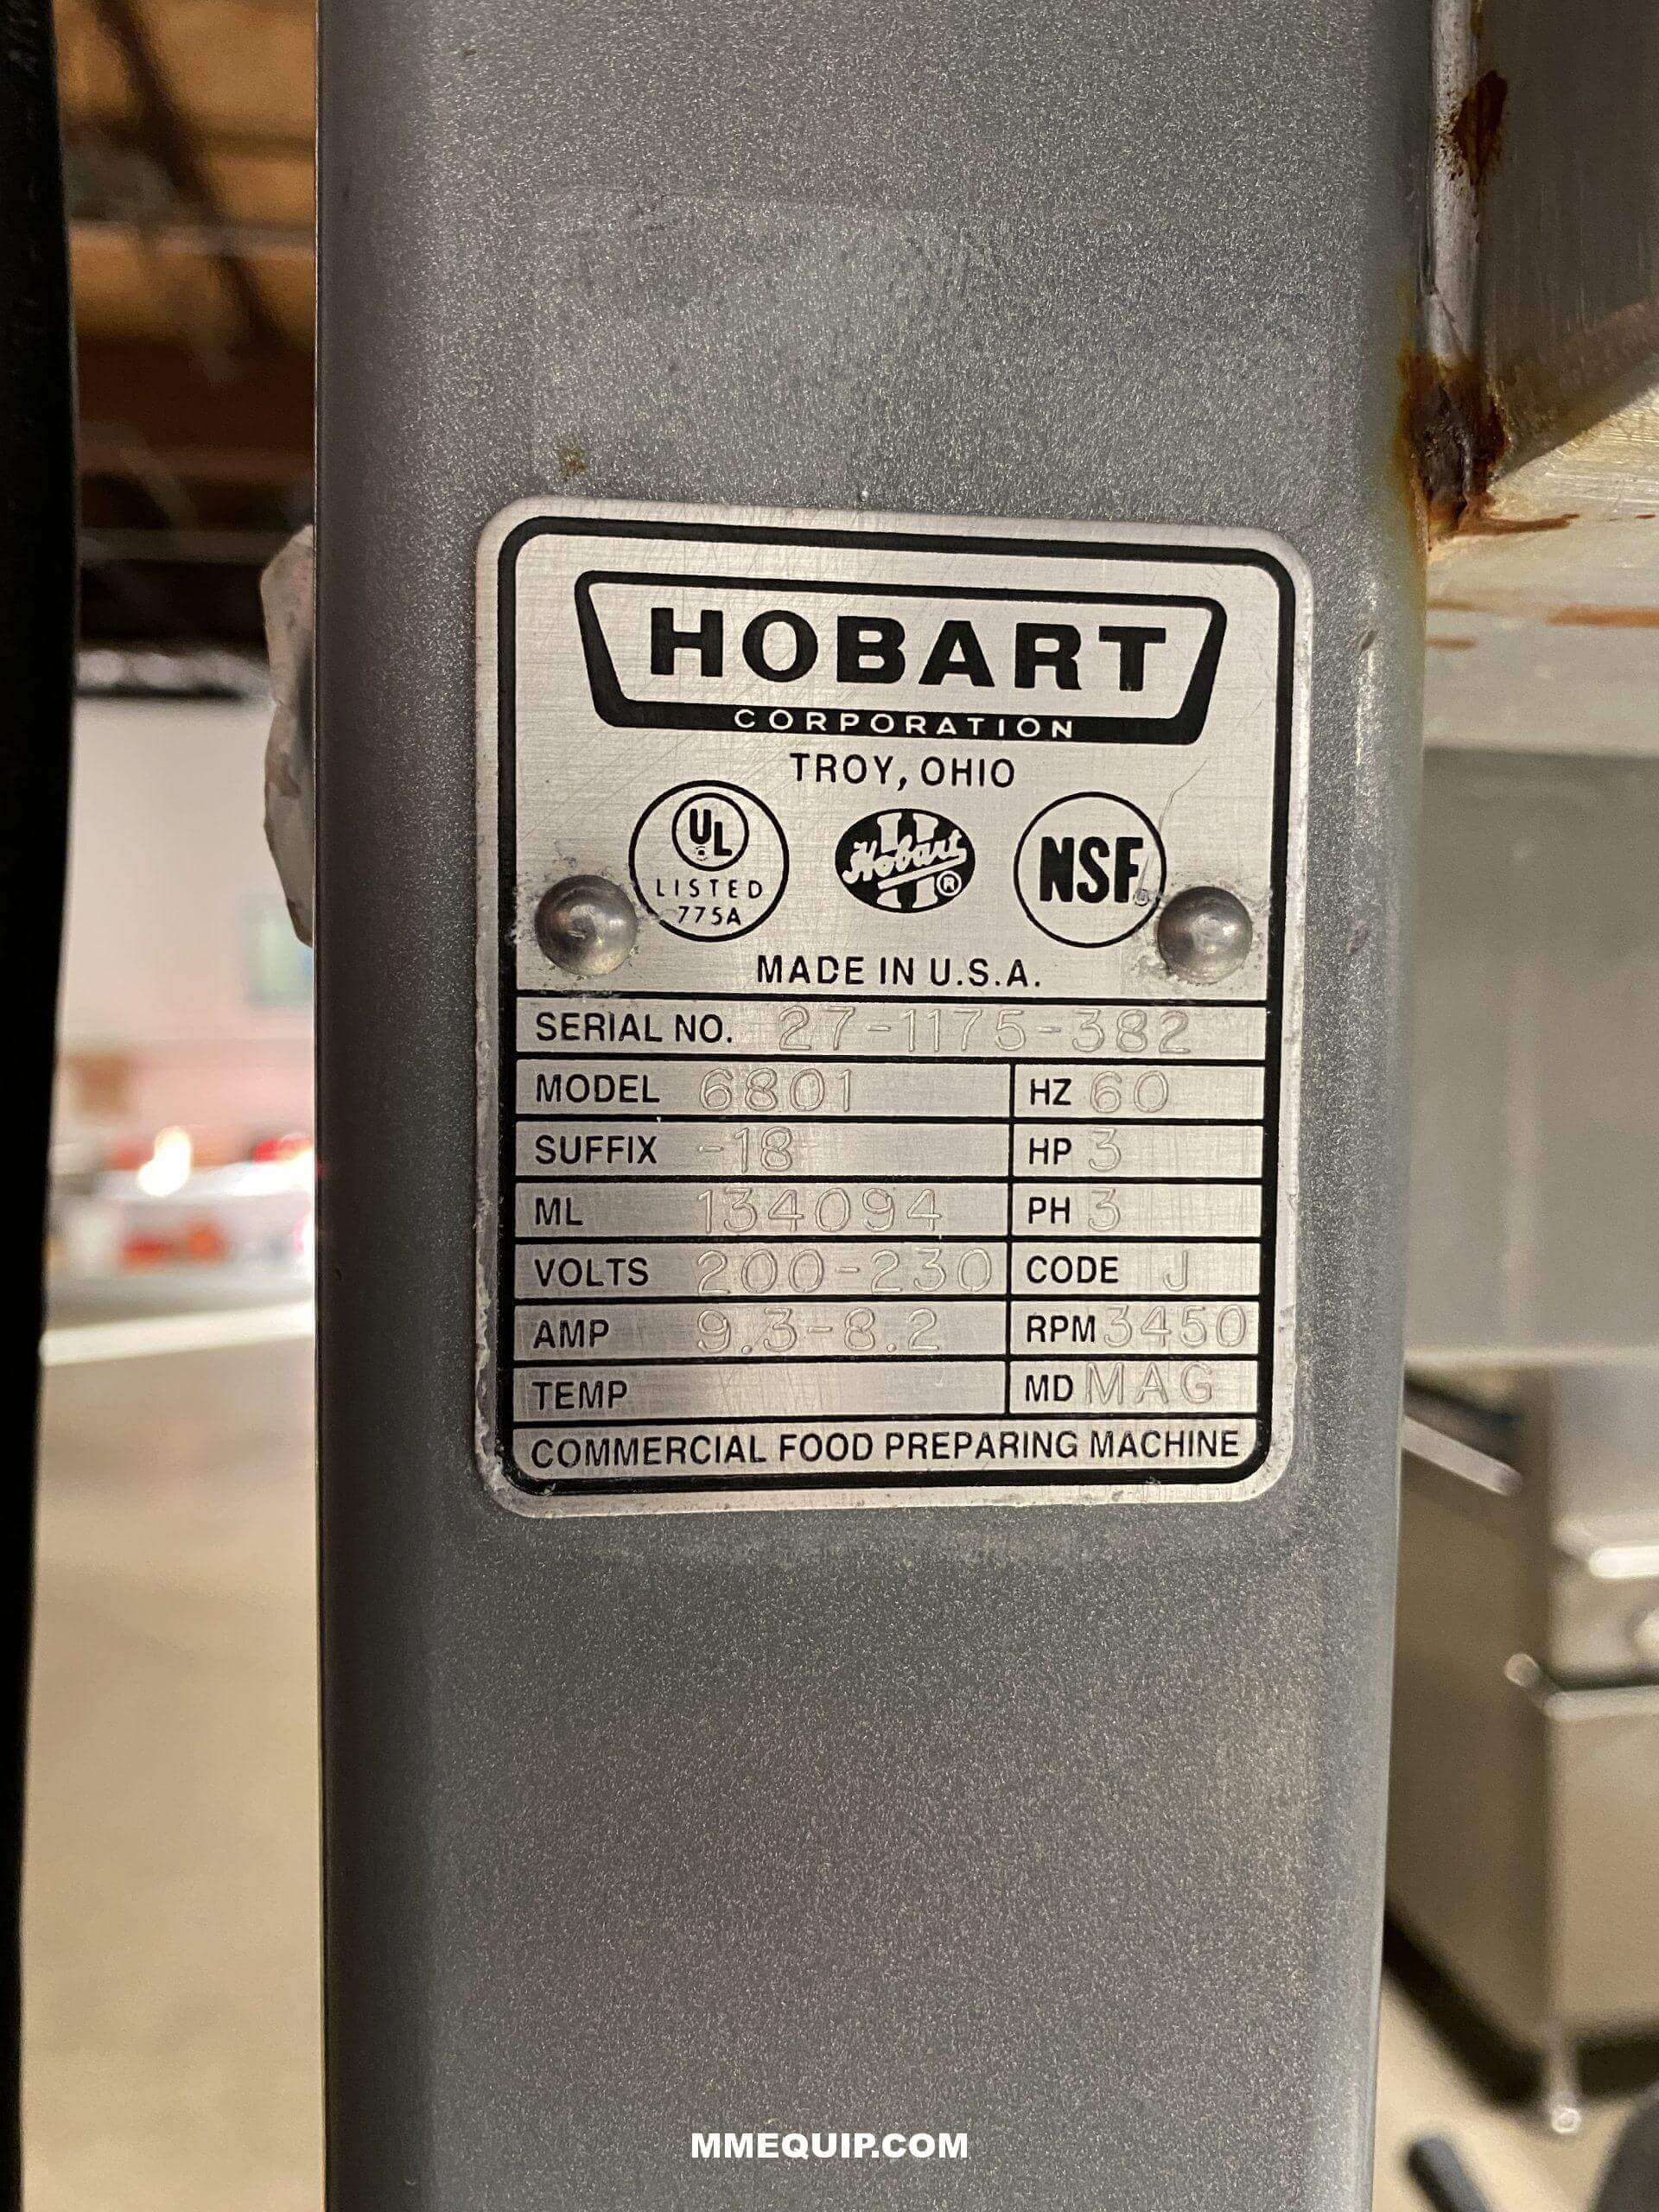 HOBART
CORPORATION
TROY, OHIO
UL
LISTED
775A
Hobart
®
NSF®
MADE IN U.S.A.
SERIAL NO. 27-1175-382
MODEL 6801 HZ 60
SUFFIX -18 HP 3
ML 134094 PH 3
VOLTS 200-230 CODE J
AMP 9.3-8.2 RPM 3450
TEMP MD MAG
COMMERCIAL FOOD PREPARING MACHINE
MMEQUIP.COM